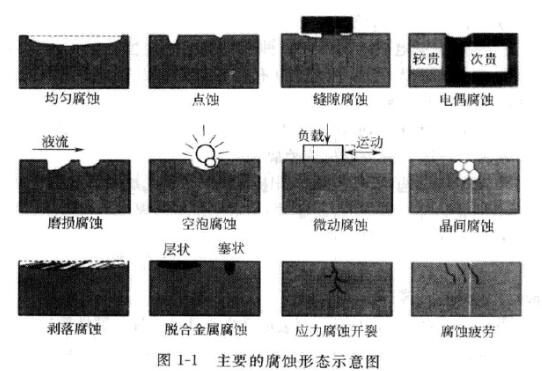 较贵 次贵
均匀腐蚀 点蚀 缝隙腐蚀 电偶腐蚀
液流 负载 运动
磨损腐蚀 空泡腐蚀 微动腐蚀 晶间腐蚀
层状 塞状
剥落腐蚀 脱合金属腐蚀 应力腐蚀开裂 腐蚀疲劳
图 1-1 主要的腐蚀形态示意图